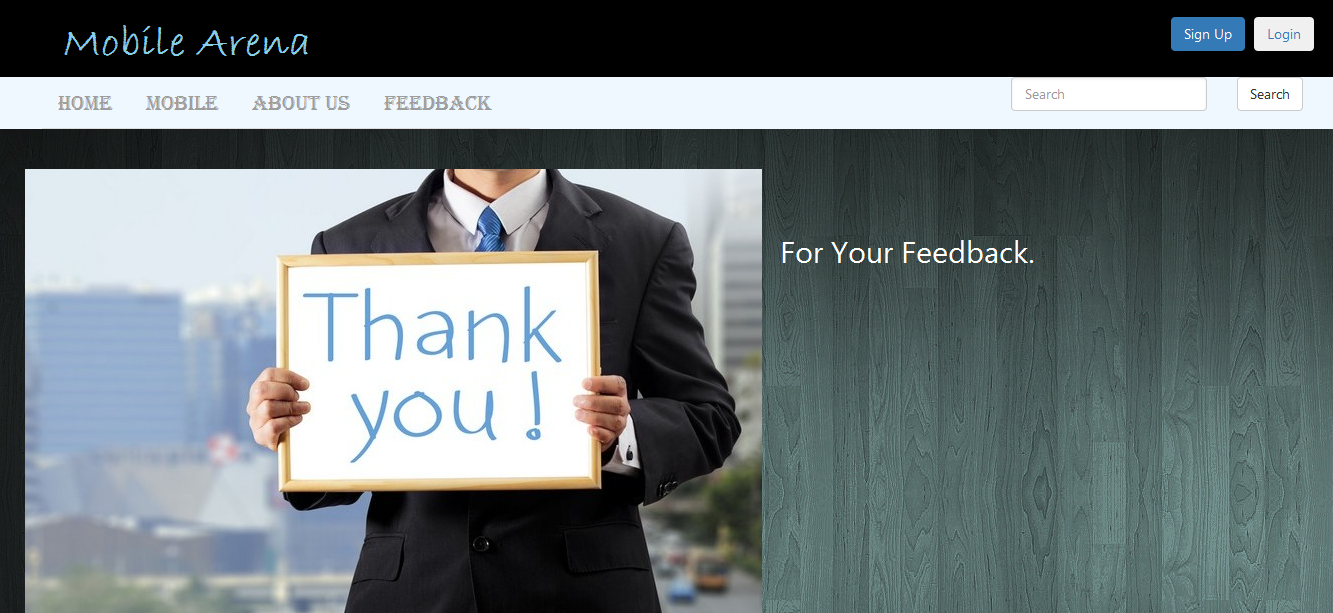 Mobile Arena
Sign Up
Login
HOME
MOBILE
ABOUT US
FEEDBACK
Search
Search
Thank
you!
For Your Feedback.